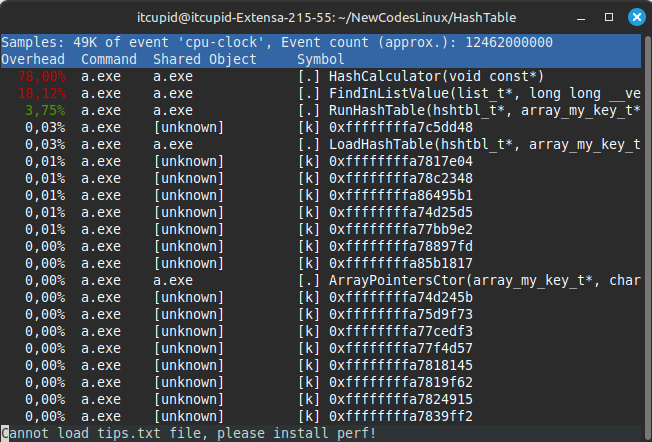 itcupid@itcupid-Extensa-215-55: ~/NewCodesLinux/HashTable
Samples: 49K of event 'cpu-clock', Event count (approx.): 12462000000
Overhead  Command  Shared Object     Symbol
78,00%  a.exe    a.exe             [.] HashCalculator(void const*)
18,12%  a.exe    a.exe             [.] FindInListValue(list_t*, long long __ve
3,75%  a.exe    a.exe             [.] RunHashTable(hshtbl_t*, array_my_key_t*
0,03%  a.exe    [unknown]         [k] 0xffffffffa7c5dd48
0,03%  a.exe    a.exe             [.] LoadHashTable(hshtbl_t*, array_my_key_t
0,01%  a.exe    [unknown]         [k] 0xffffffffa7817e04
0,01%  a.exe    [unknown]         [k] 0xffffffffa78c2348
0,01%  a.exe    [unknown]         [k] 0xffffffffa86495b1
0,01%  a.exe    [unknown]         [k] 0xffffffffa74d25d5
0,01%  a.exe    [unknown]         [k] 0xffffffffa77bb9e2
0,00%  a.exe    [unknown]         [k] 0xffffffffa78897fd
0,00%  a.exe    [unknown]         [k] 0xffffffffa85b1817
0,00%  a.exe    a.exe             [.] ArrayPointersCtor(array_my_key_t*, char
0,00%  a.exe    [unknown]         [k] 0xffffffffa74d245b
0,00%  a.exe    [unknown]         [k] 0xffffffffa75d9f73
0,00%  a.exe    [unknown]         [k] 0xffffffffa77cedf3
0,00%  a.exe    [unknown]         [k] 0xffffffffa77f4d57
0,00%  a.exe    [unknown]         [k] 0xffffffffa7818145
0,00%  a.exe    [unknown]         [k] 0xffffffffa7819f62
0,00%  a.exe    [unknown]         [k] 0xffffffffa7824915
0,00%  a.exe    [unknown]         [k] 0xffffffffa7839ff2
Cannot load tips.txt file, please install perf!